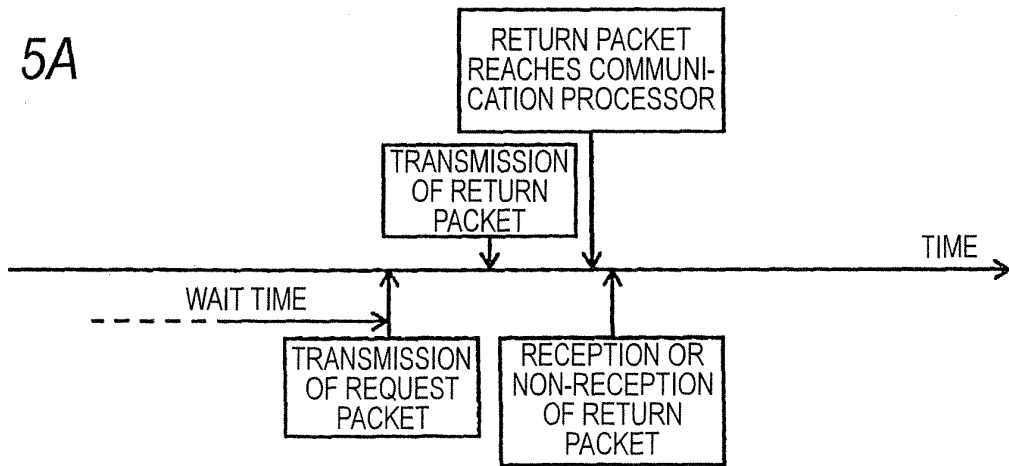 5A
RETURN PACKET
REACHES COMMUNI-
CATION PROCESSOR
TRANSMISSION
OF RETURN
PACKET
TIME
WAIT TIME
TRANSMISSION
OF REQUEST
PACKET
RECEPTION OR
NON-RECEPTION
OF RETURN
PACKET